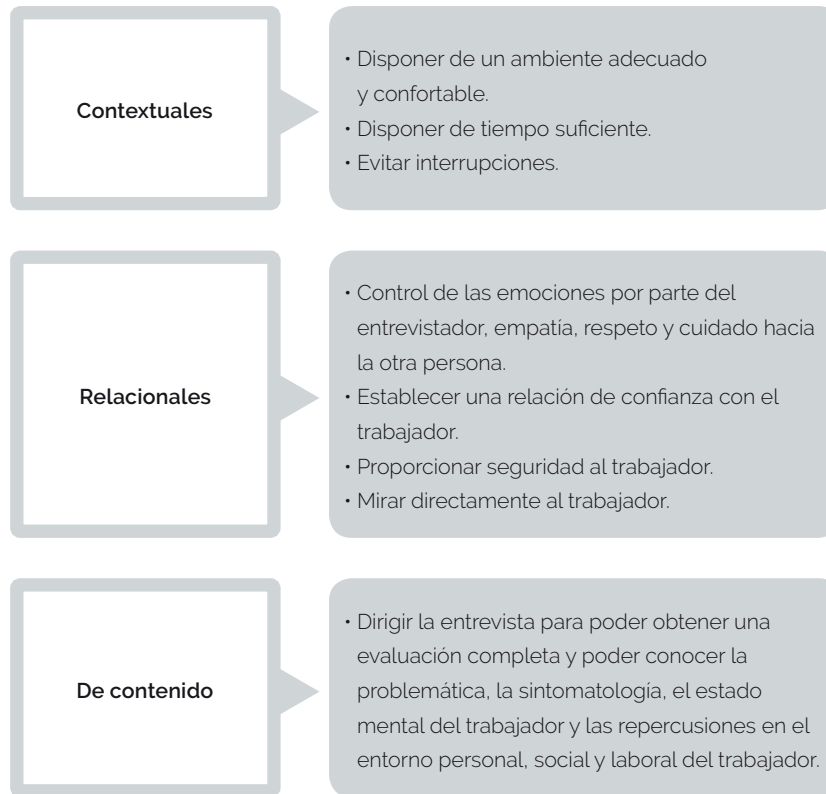 Contextuales
• Disponer de un ambiente adecuado
y confortable.
• Disponer de tiempo suficiente.
• Evitar interrupciones.
Relacionales
• Control de las emociones por parte del
entrevistador, empatía, respeto y cuidado hacia
la otra persona.
• Establecer una relación de confianza con el
trabajador.
• Proporcionar seguridad al trabajador.
• Mirar directamente al trabajador.
De contenido
• Dirigir la entrevista para poder obtener una
evaluación completa y poder conocer la
problemática, la sintomatología, el estado
mental del trabajador y las repercusiones en el
entorno personal, social y laboral del trabajador.